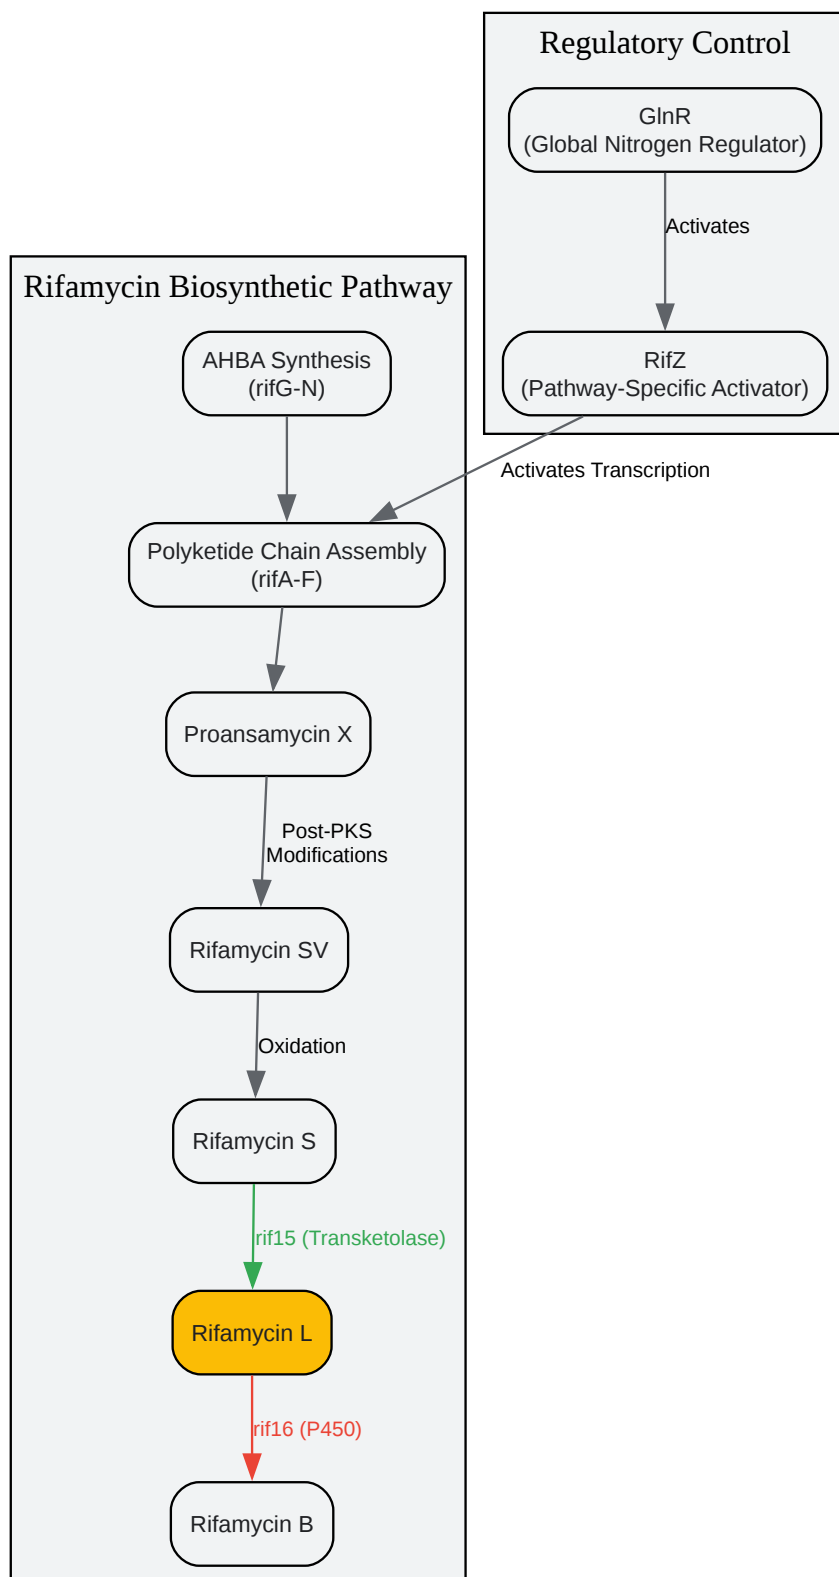 Regulatory Control
GlnR
(Global Nitrogen Regulator)
Activates
RifZ
(Pathway-Specific Activator)
Activates Transcription
Rifamycin Biosynthetic Pathway
AHBA Synthesis
(rifG-N)
Polyketide Chain Assembly
(rifA-F)
Proansamycin X
Post-PKS
Modifications
Rifamycin SV
Oxidation
Rifamycin S
rif15 (Transketolase)
Rifamycin L
rif16 (P450)
Rifamycin B